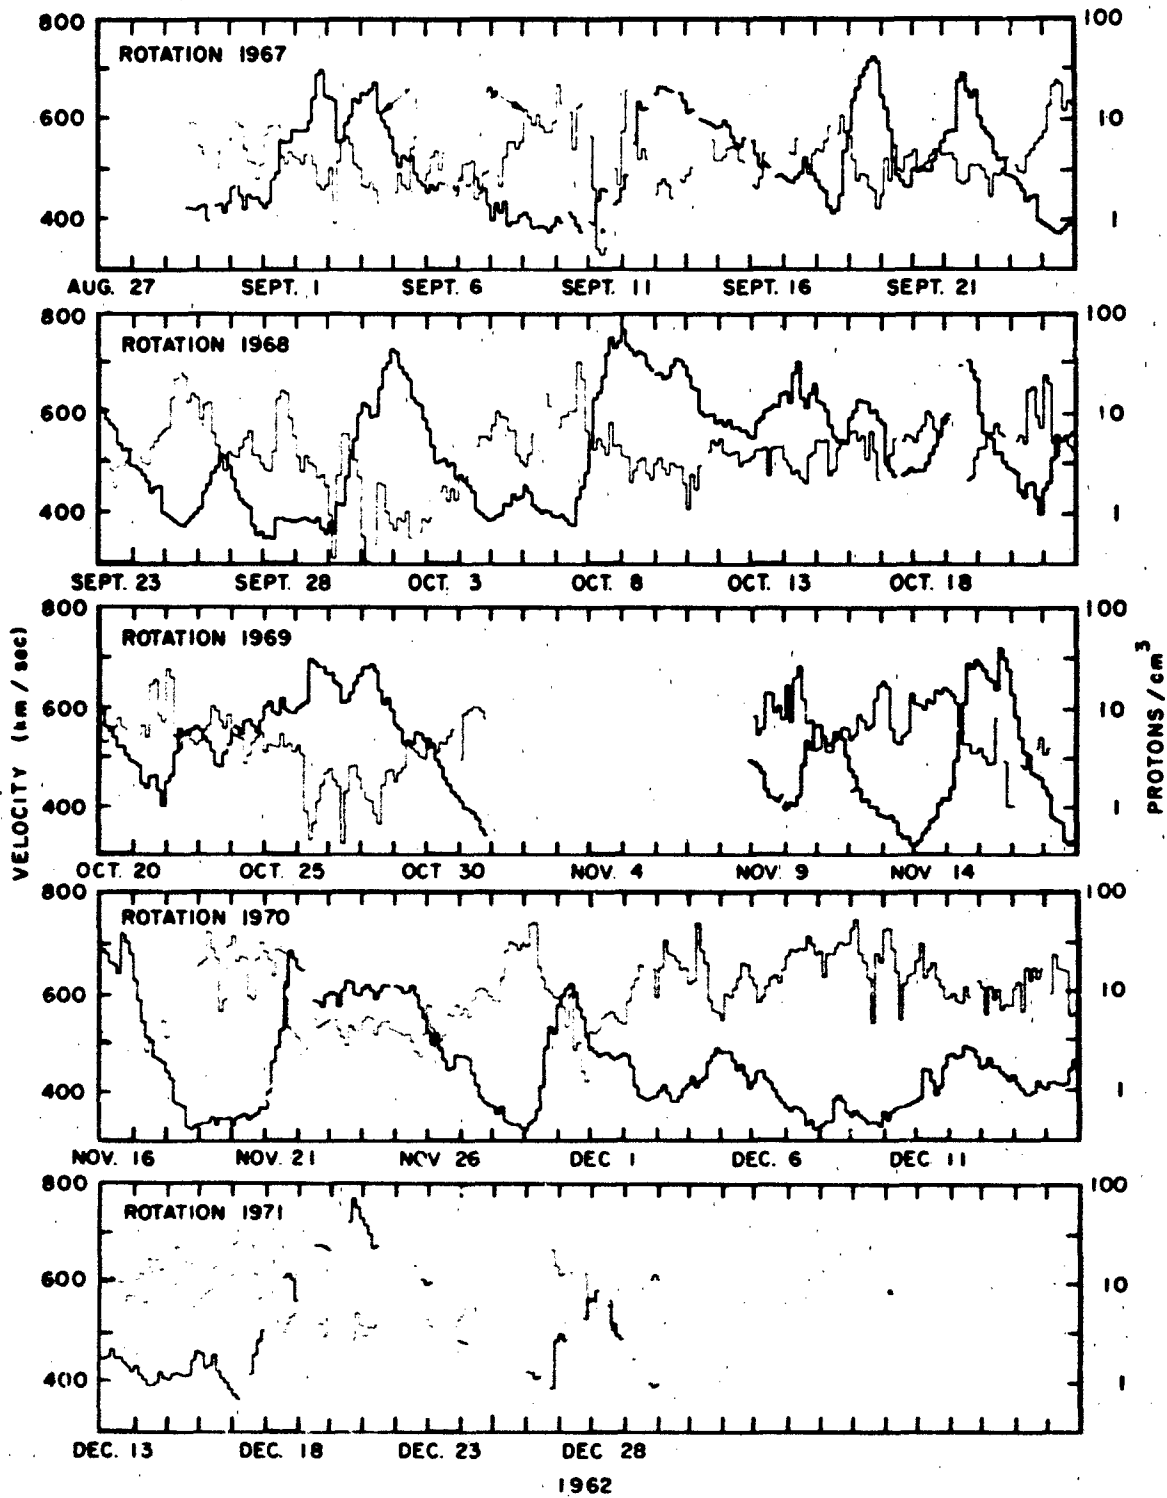 800
100
ROTATION 1967
600
10
400
1
AUG. 27 SEPT. 1 SEPT. 6 SEPT. 11 SEPT. 16 SEPT. 21
800
100
ROTATION 1968
600
10
400
1
SEPT. 23 SEPT. 28 OCT. 3 OCT. 8 OCT. 13 OCT. 18
800
100
ROTATION 1969
600
10
400
1
OCT. 20 OCT. 25 OCT. 30 NOV. 4 NOV. 9 NOV 14
VELOCITY (km/sec)
PROTONS/cm3
800
100
ROTATION 1970
600
10
400
1
NOV. 16 NOV. 21 NOV 26 DEC 1 DEC. 6 DEC 11
800
100
ROTATION 1971
600
10
400
1
DEC. 13 DEC. 18 DEC. 23 DEC 28
1962